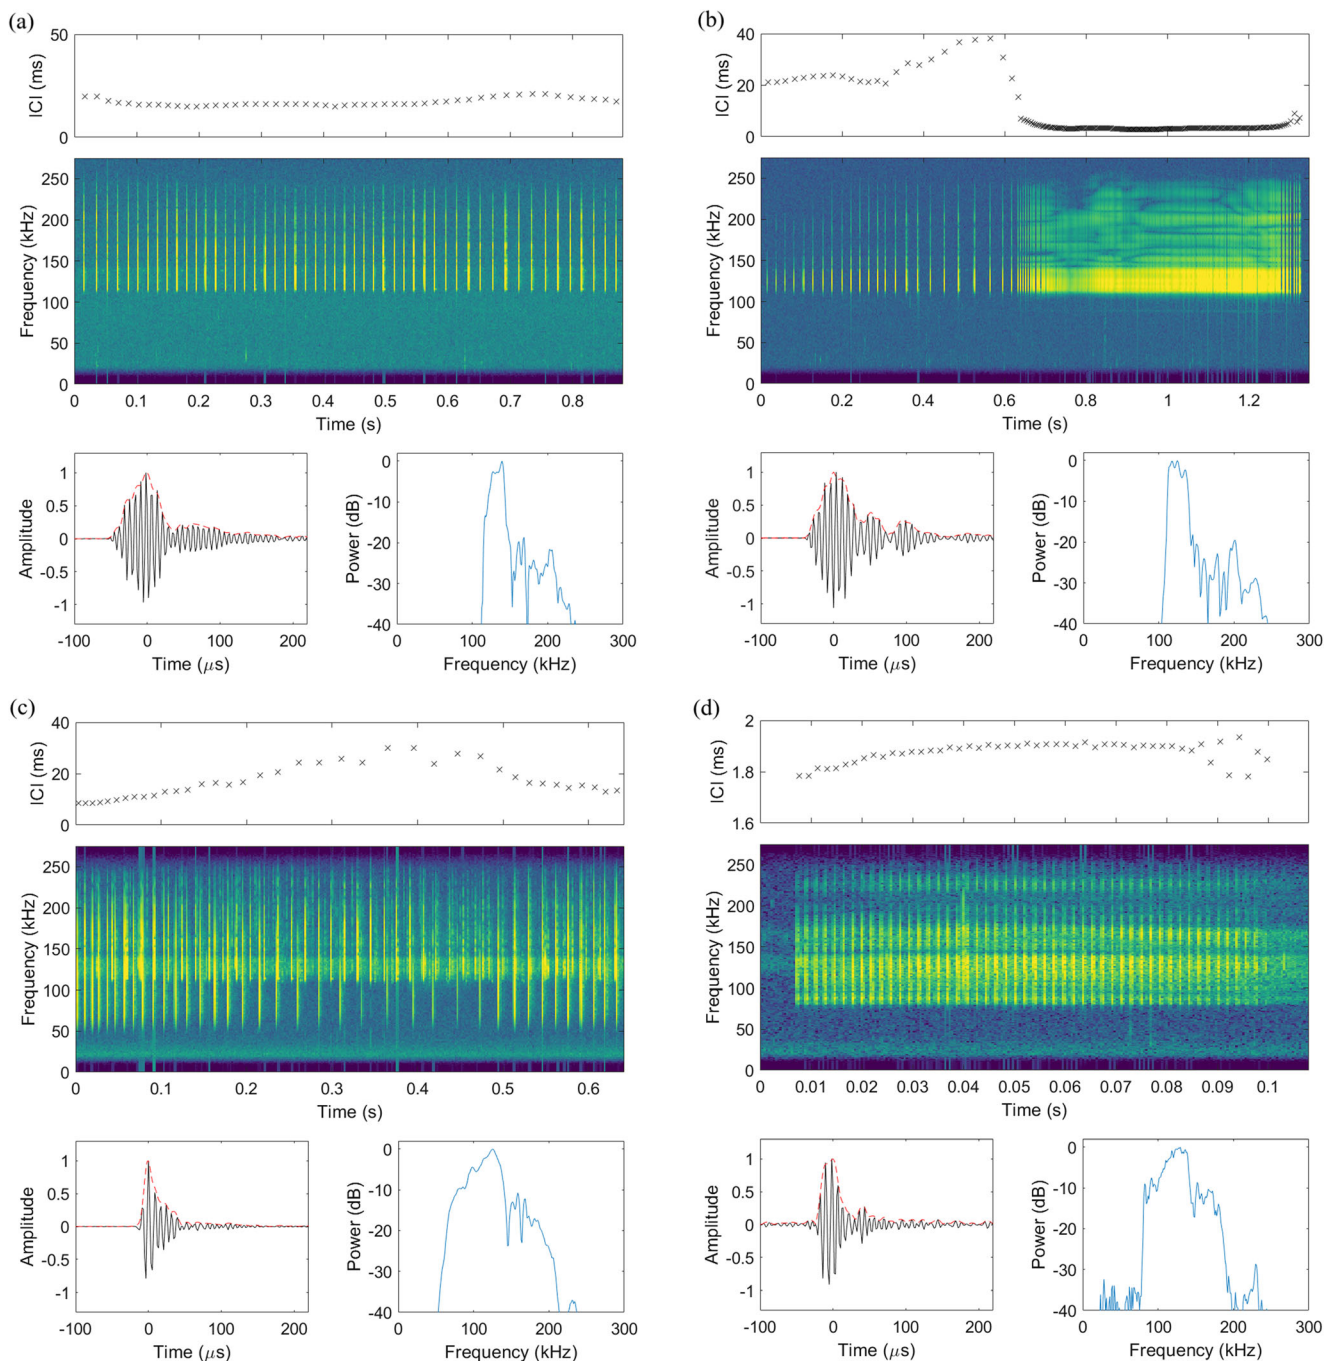 (a)
50
0
ICI (ms)
250
200
150
100
50
0
Frequency (kHz)
0 0.1 0.2 0.3 0.4 0.5 0.6 0.7 0.8
Time (s)
1
0.5
0
-0.5
-1
Amplitude
-100 0 100 200
Time (μs)
0
-10
-20
-30
-40
Power (dB)
0 100 200 300
Frequency (kHz)
(b)
40
20
0
ICI (ms)
250
200
150
100
50
0
Frequency (kHz)
0 0.2 0.4 0.6 0.8 1 1.2
Time (s)
1
0.5
0
-0.5
-1
Amplitude
-100 0 100 200
Time (μs)
0
-10
-20
-30
-40
Power (dB)
0 100 200 300
Frequency (kHz)
(c)
40
20
0
ICI (ms)
250
200
150
100
50
0
Frequency (kHz)
0 0.1 0.2 0.3 0.4 0.5 0.6
Time (s)
1
0.5
0
-0.5
-1
Amplitude
-100 0 100 200
Time (μs)
0
-10
-20
-30
-40
Power (dB)
0 100 200 300
Frequency (kHz)
(d)
2
1.8
1.6
ICI (ms)
250
200
150
100
50
0
Frequency (kHz)
0 0.01 0.02 0.03 0.04 0.05 0.06 0.07 0.08 0.09 0.1
Time (s)
1
0.5
0
-0.5
-1
Amplitude
-100 0 100 200
Time (μs)
0
-10
-20
-30
-40
Power (dB)
0 100 200 300
Frequency (kHz)